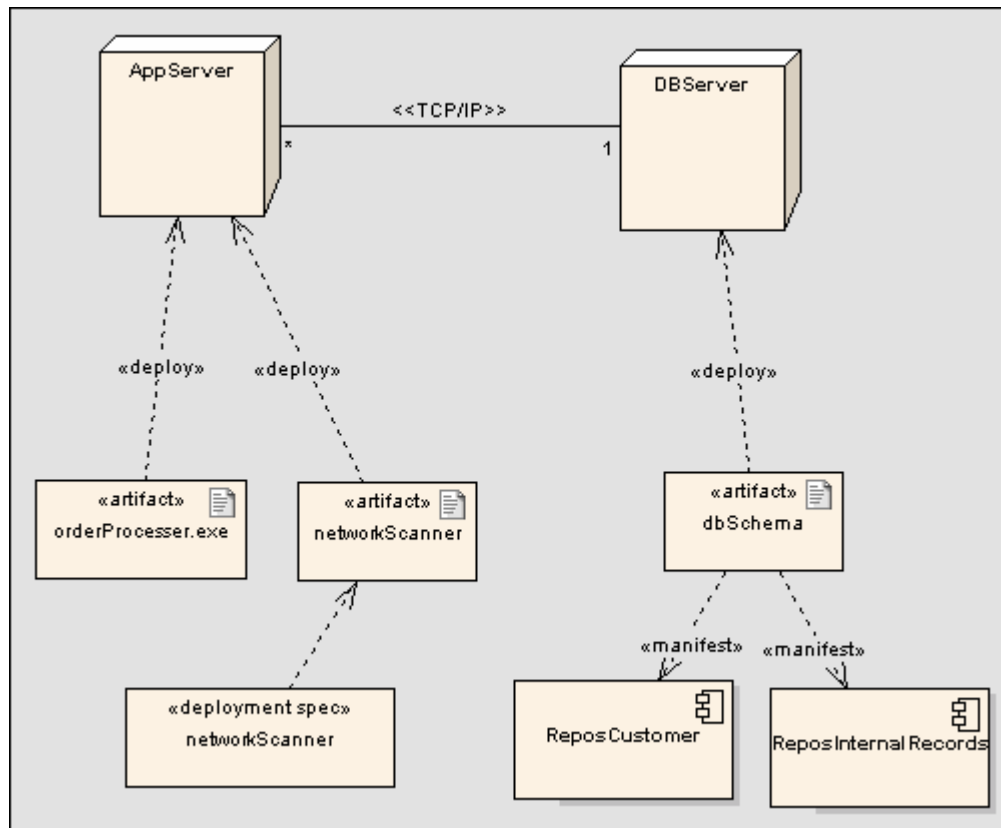 AppServer
DBServer
<<TCP/IP>>
*
1
«deploy»
«deploy»
«deploy»
«artifact»
orderProcesser.exe
«artifact»
networkScanner
«artifact»
dbSchema
«manifest»
«manifest»
«deployment spec»
networkScanner
ReposCustomer
ReposInternalRecords